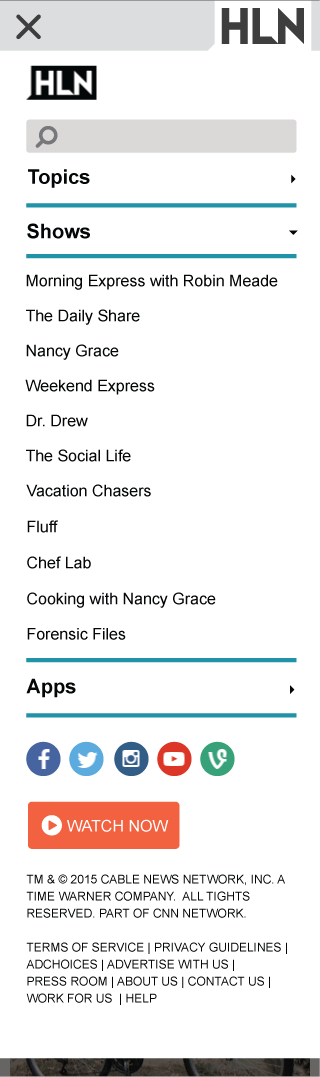 HLN
HLN
Topics
Shows
Morning Express with Robin Meade
The Daily Share
Nancy Grace
Weekend Express
Dr. Drew
The Social Life
Vacation Chasers
Fluff
Chef Lab
Cooking with Nancy Grace
Forensic Files
Apps
WATCH NOW
TM & © 2015 CABLE NEWS NETWORK, INC. A
TIME WARNER COMPANY. ALL TIGHTS
RESERVED. PART OF CNN NETWORK.
TERMS OF SERVICE | PRIVACY GUIDELINES |
ADCHOICES | ADVERTISE WITH US |
PRESS ROOM | ABOUT US | CONTACT US |
WORK FOR US | HELP